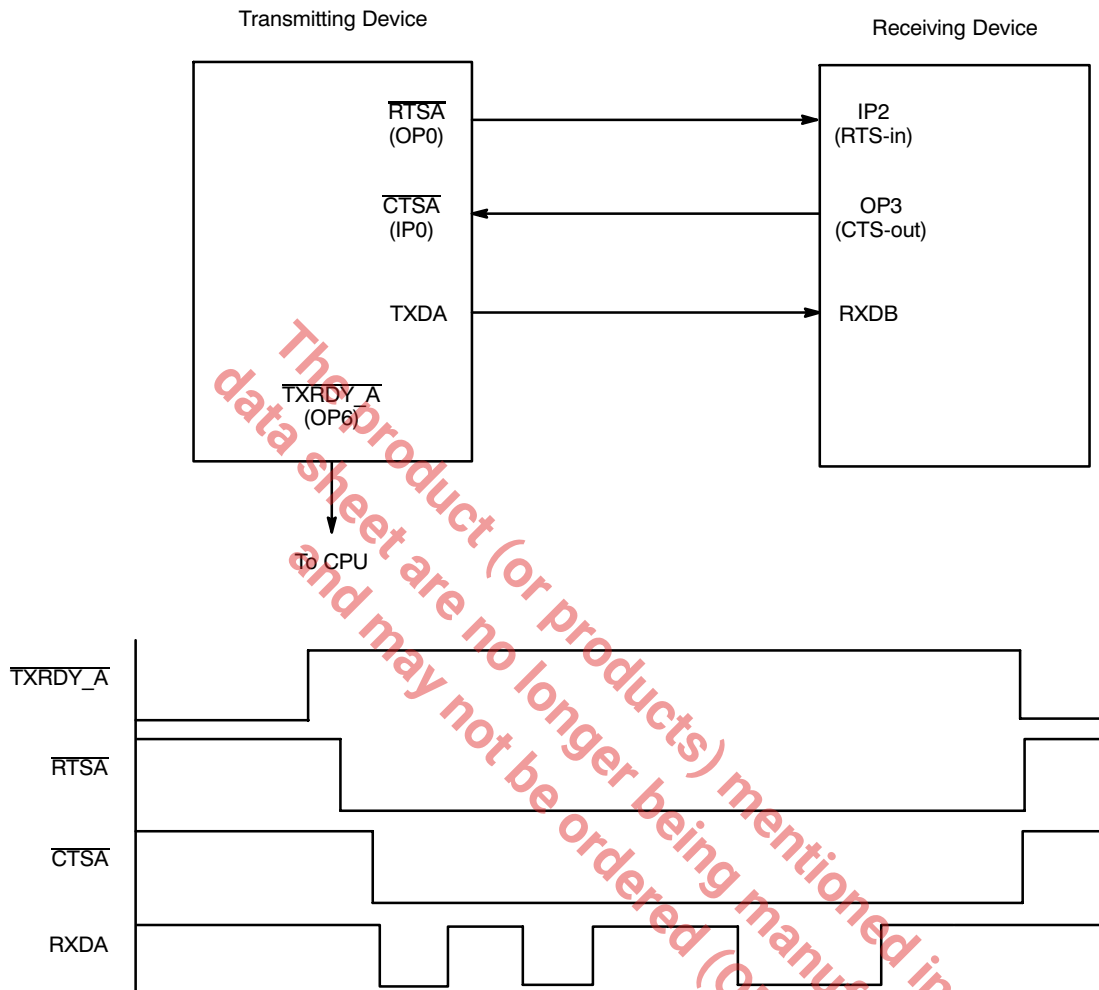 Transmitting Device
Receiving Device
RTSA
(OP0)
IP2
(RTS-in)
CTSA
(IP0)
OP3
(CTS-out)
TXDA
RXDB
TXRDY_A
(OP6)
To CPU
TXRDY_A
RTSA
CTSA
RXDA
The product (or products) mentioned in
data sheet are no longer being manuf
and may not be ordered (O